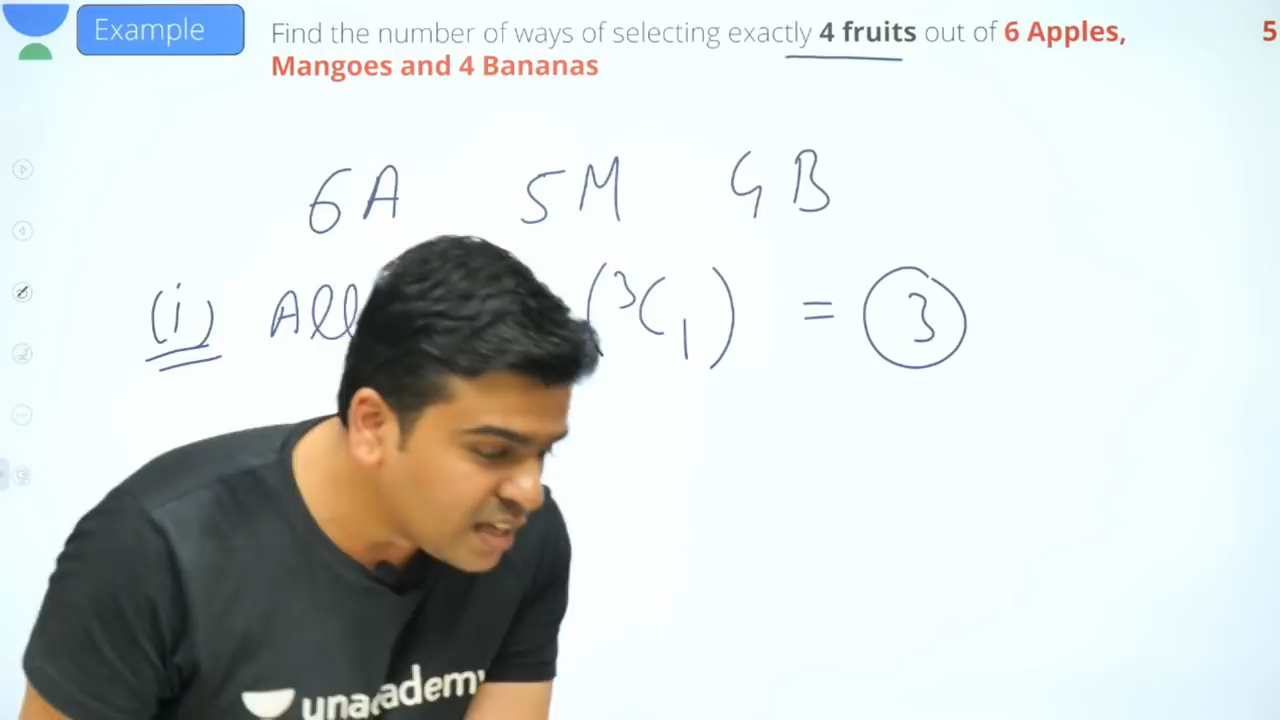 Example
Find the number of ways of selecting exactly 4 fruits out of 6 Apples, 5
Mangoes and 4 Bananas
6A 5M 4B
(i) All (³C₁) = 3
unacademy